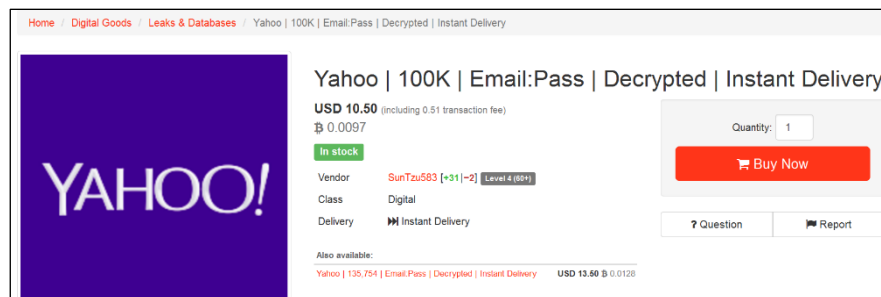 Home / Digital Goods / Leaks & Databases / Yahoo | 100K | Email:Pass | Decrypted | Instant Delivery
YAHOO!
Yahoo | 100K | Email:Pass | Decrypted | Instant Delivery
USD 10.50 (including 0.51 transaction fee)
฿ 0.0097
In stock
Vendor SunTzu583 [+31|−2] Level 4 (60+)
Class Digital
Delivery Instant Delivery
Also available:
Yahoo | 135,754 | Email:Pass | Decrypted | Instant Delivery USD 13.50 ฿ 0.0128
Quantity: 1
Buy Now
? Question
Report